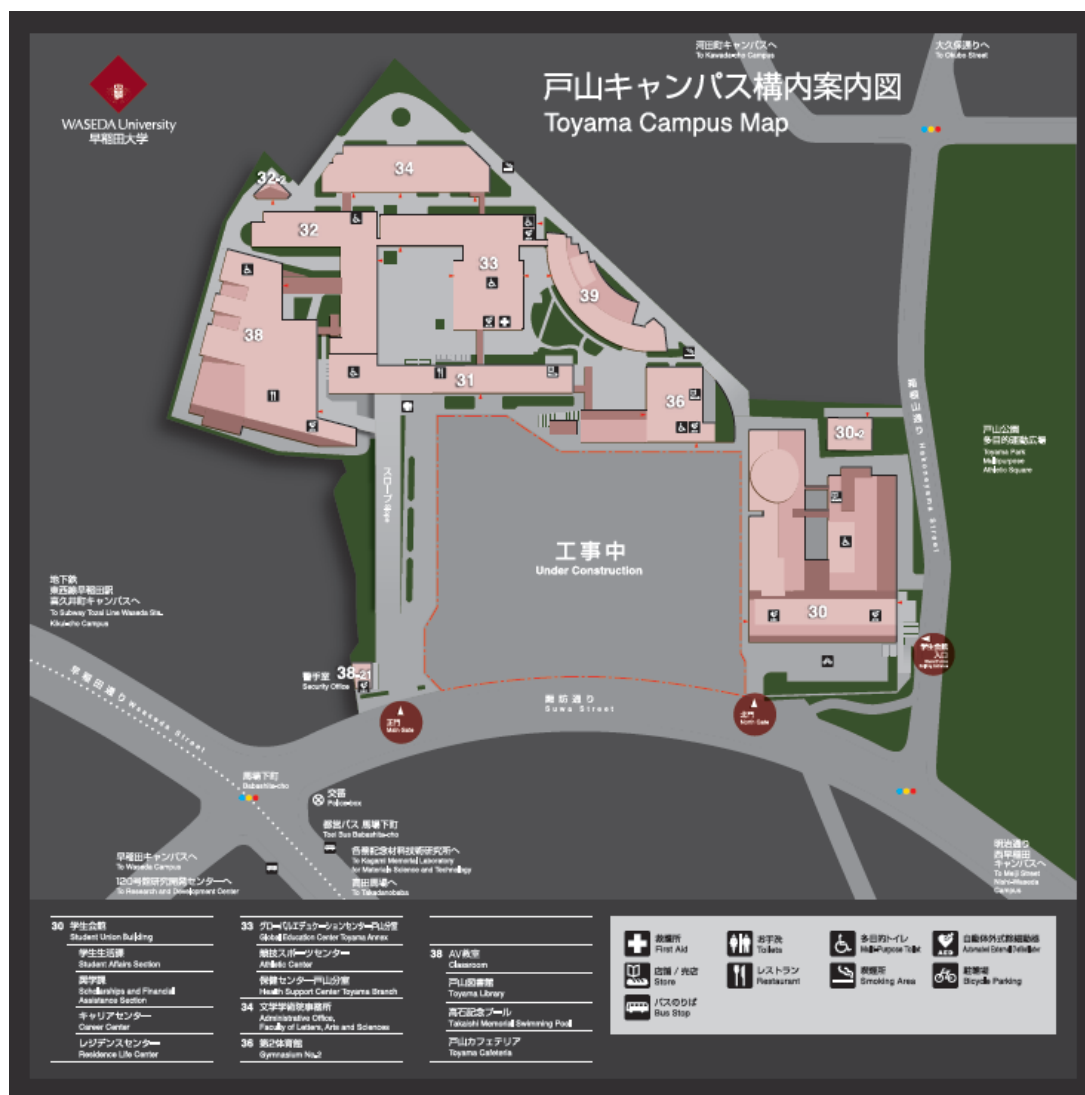 WASEDA University
早稲田大学
河田町キャンパスへ
To Kawada-cho Campus
大久保通りへ
To Okubo Street
戸山キャンパス構内案内図
Toyama Campus Map
34
32-2
32
33
39
38
31
36
30-2
箱根山通り Hakoneyama Street
戸山公園
多目的運動広場
Toyama Park
Multipurpose
Athletic Square
スロープ Slope
工事中
Under Construction
30
地下鉄
東西線早稲田駅
喜久井町キャンパスへ
To Subway Tozai Line Waseda Sta.
Kikui-cho Campus
学生会館
入口
警手室
Security Office
38-21
早稲田通り Waseda Street
正門
Main Gate
諏訪通り
Suwa Street
北門
North Gate
馬場下町
Babashita-cho
交番
Police-box
都営バス 馬場下町
Toei Bus Babashita-cho
早稲田キャンパスへ
To Waseda Campus
120号館研究開発センターへ
To Research and Development Center
各務記念材料技術研究所へ
To Kagami Memorial Laboratory
for Materials Science and Technology
高田馬場へ
To Takadanobaba
明治通り
西早稲田
キャンパスへ
To Meiji Street
Nishi-Waseda
Campus
30 学生会館
Student Union Building
学生生活課
Student Affairs Section
奨学課
Scholarships and Financial
Assistance Section
キャリアセンター
Career Center
レジデンスセンター
Residence Life Center
33 グローバルエデュケーションセンター戸山分室
Global Education Center Toyama Annex
競技スポーツセンター
Athletic Center
保健センター戸山分室
Health Support Center Toyama Branch
34 文学学術院事務所
Administrative Office,
Faculty of Letters, Arts and Sciences
36 第2体育館
Gymnasium No.2
38 AV教室
Classroom
戸山図書館
Toyama Library
高石記念プール
Takaishi Memorial Swimming Pool
戸山カフェテリア
Toyama Cafeteria
救護所
First Aid
お手洗
Toilets
多目的トイレ
Multi-Purpose Toilet
AED
自動体外式除細動器
Automated External Defibrillator
店舗 / 売店
Store
レストラン
Restaurant
喫煙所
Smoking Area
駐輪場
Bicycle Parking
バスのりば
Bus Stop